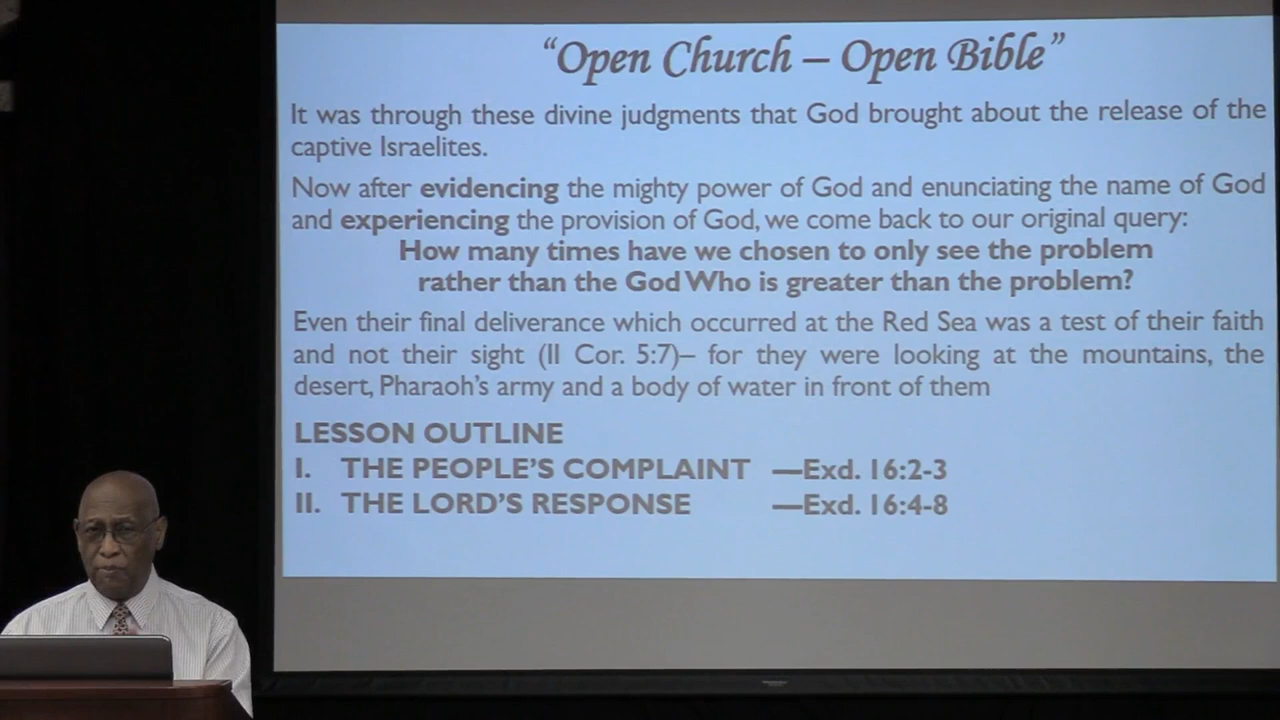 “Open Church – Open Bible”
It was through these divine judgments that God brought about the release of the
captive Israelites.
Now after evidencing the mighty power of God and enunciating the name of God
and experiencing the provision of God, we come back to our original query:
How many times have we chosen to only see the problem
rather than the God Who is greater than the problem?
Even their final deliverance which occurred at the Red Sea was a test of their faith
and not their sight (II Cor. 5:7)– for they were looking at the mountains, the
desert, Pharaoh’s army and a body of water in front of them
LESSON OUTLINE
I. THE PEOPLE’S COMPLAINT —Exd. 16:2-3
II. THE LORD’S RESPONSE —Exd. 16:4-8